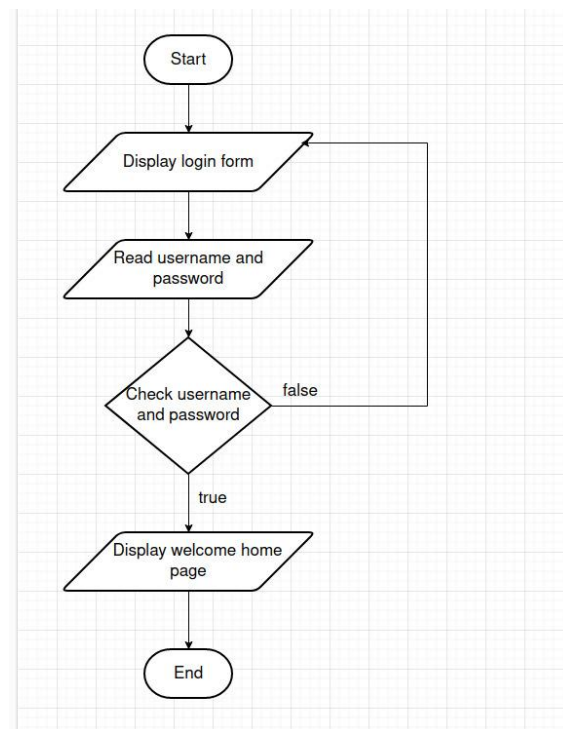 Start
Display login form
Read username and
password
Check username
and password
false
true
Display welcome home
page
End